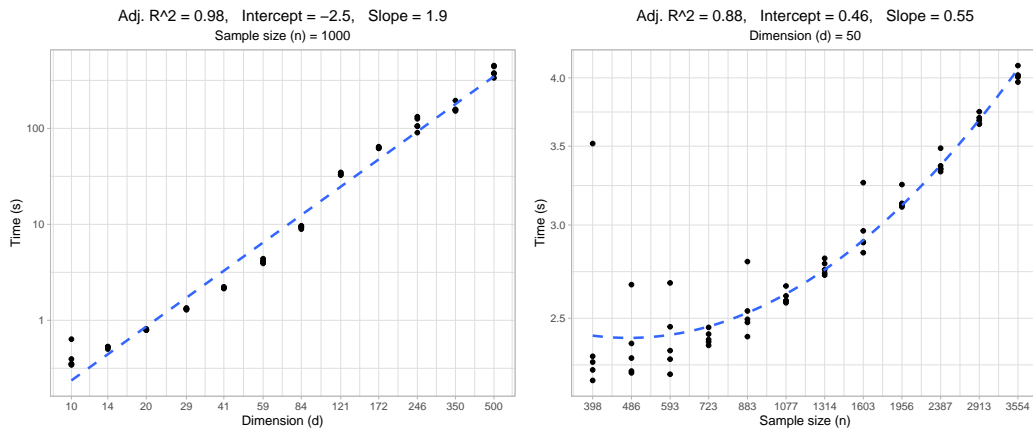 Adj. R^2 = 0.98,   Intercept = −2.5,   Slope = 1.9
Sample size (n) = 1000
Time (s)
100
10
1
10 14 20 29 41 59 84 121 172 246 350 500
Dimension (d)
Adj. R^2 = 0.88,   Intercept = 0.46,   Slope = 0.55
Dimension (d) = 50
Time (s)
4.0
3.5
3.0
2.5
398 486 593 723 883 1077 1314 1603 1956 2387 2913 3554
Sample size (n)